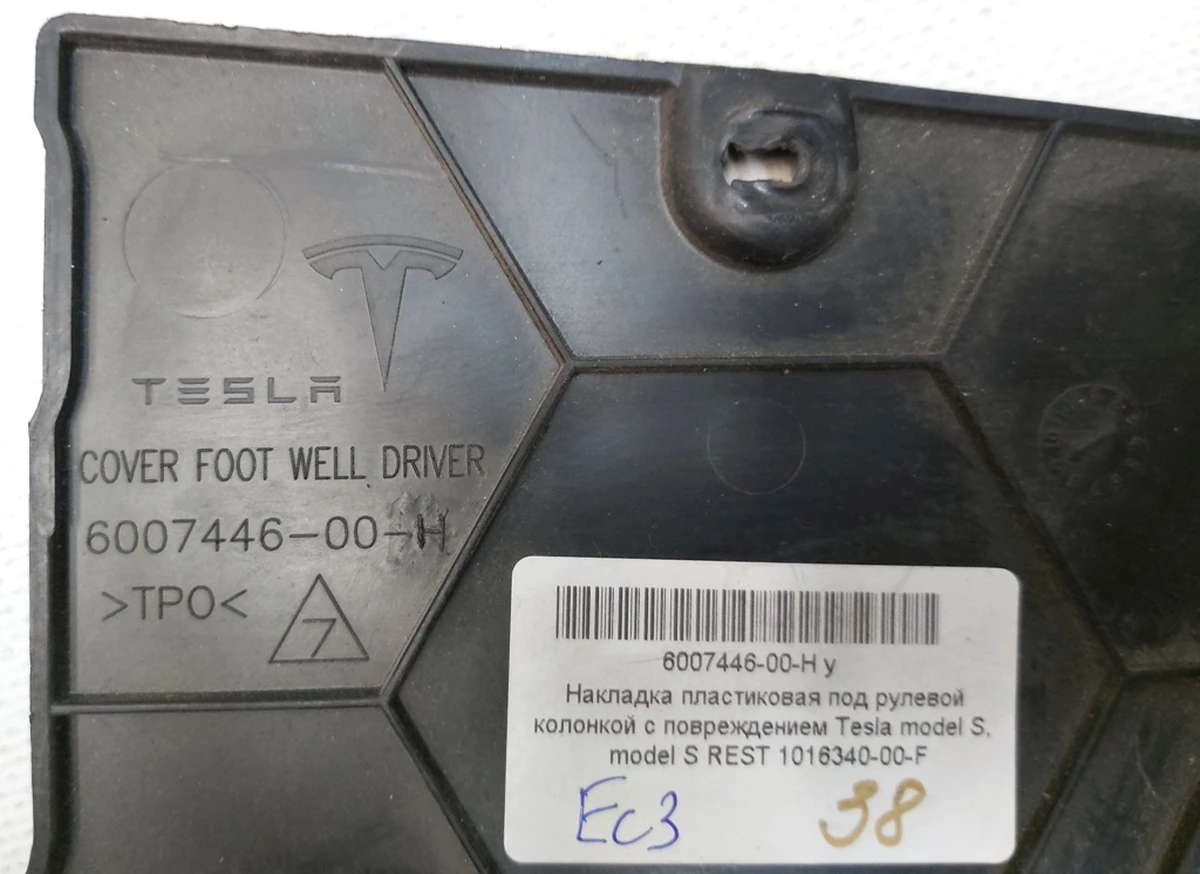 TESLA
COVER FOOT WELL DRIVER
6007446-00-H
>TPO<
7
6007446-00-H у
Накладка пластиковая под рулевой
колонкой с повреждением Tesla model S,
model S REST 1016340-00-F
Ec3 38